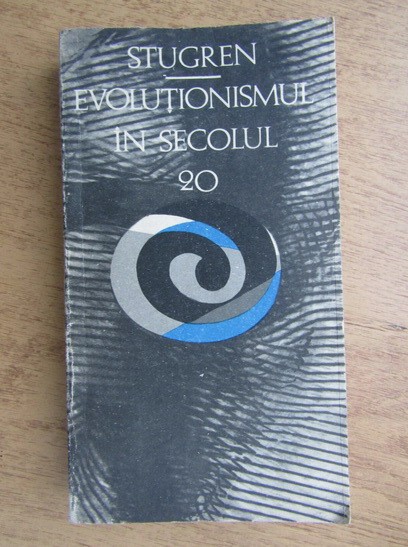 STUGREN
EVOLUȚIONISMUL
ÎN SECOLUL
20